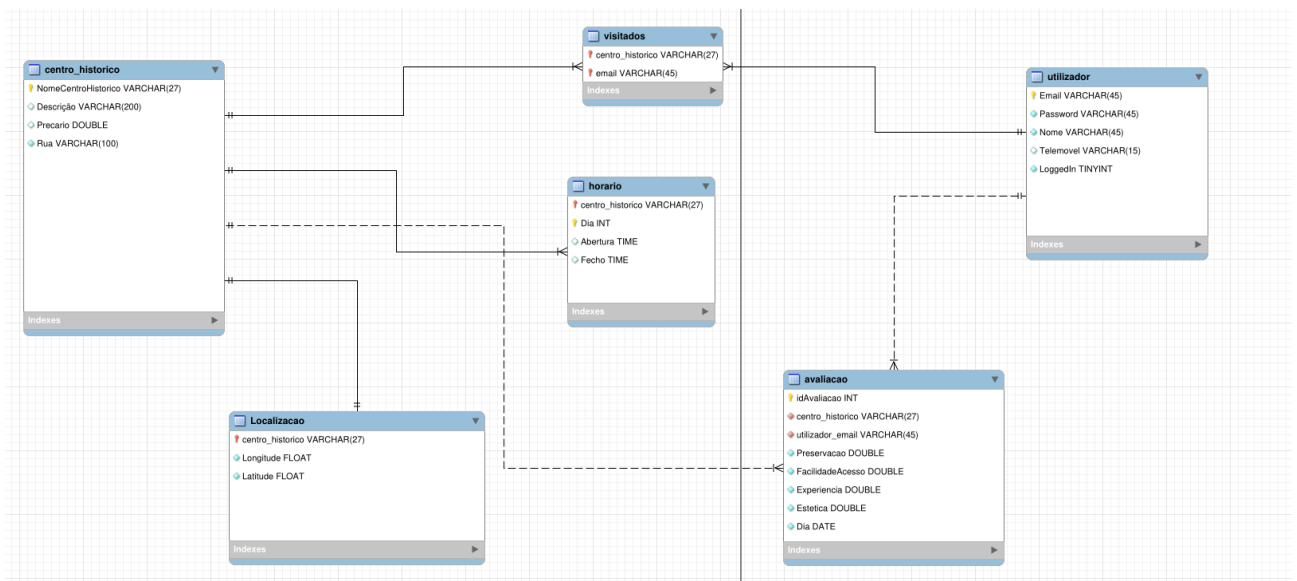 centro_historico
NomeCentroHistorico VARCHAR(27)
Descrição VARCHAR(200)
Precario DOUBLE
Rua VARCHAR(100)
Indexes
visitados
centro_historico VARCHAR(27)
email VARCHAR(45)
Indexes
utilizador
Email VARCHAR(45)
Password VARCHAR(45)
Nome VARCHAR(45)
Telemovel VARCHAR(15)
LoggedIn TINYINT
Indexes
horario
centro_historico VARCHAR(27)
Dia INT
Abertura TIME
Fecho TIME
Indexes
Localizacao
centro_historico VARCHAR(27)
Longitude FLOAT
Latitude FLOAT
Indexes
avaliacao
idAvaliacao INT
centro_historico VARCHAR(27)
utilizador_email VARCHAR(45)
Preservacao DOUBLE
FacilidadeAcesso DOUBLE
Experiencia DOUBLE
Estetica DOUBLE
Dia DATE
Indexes